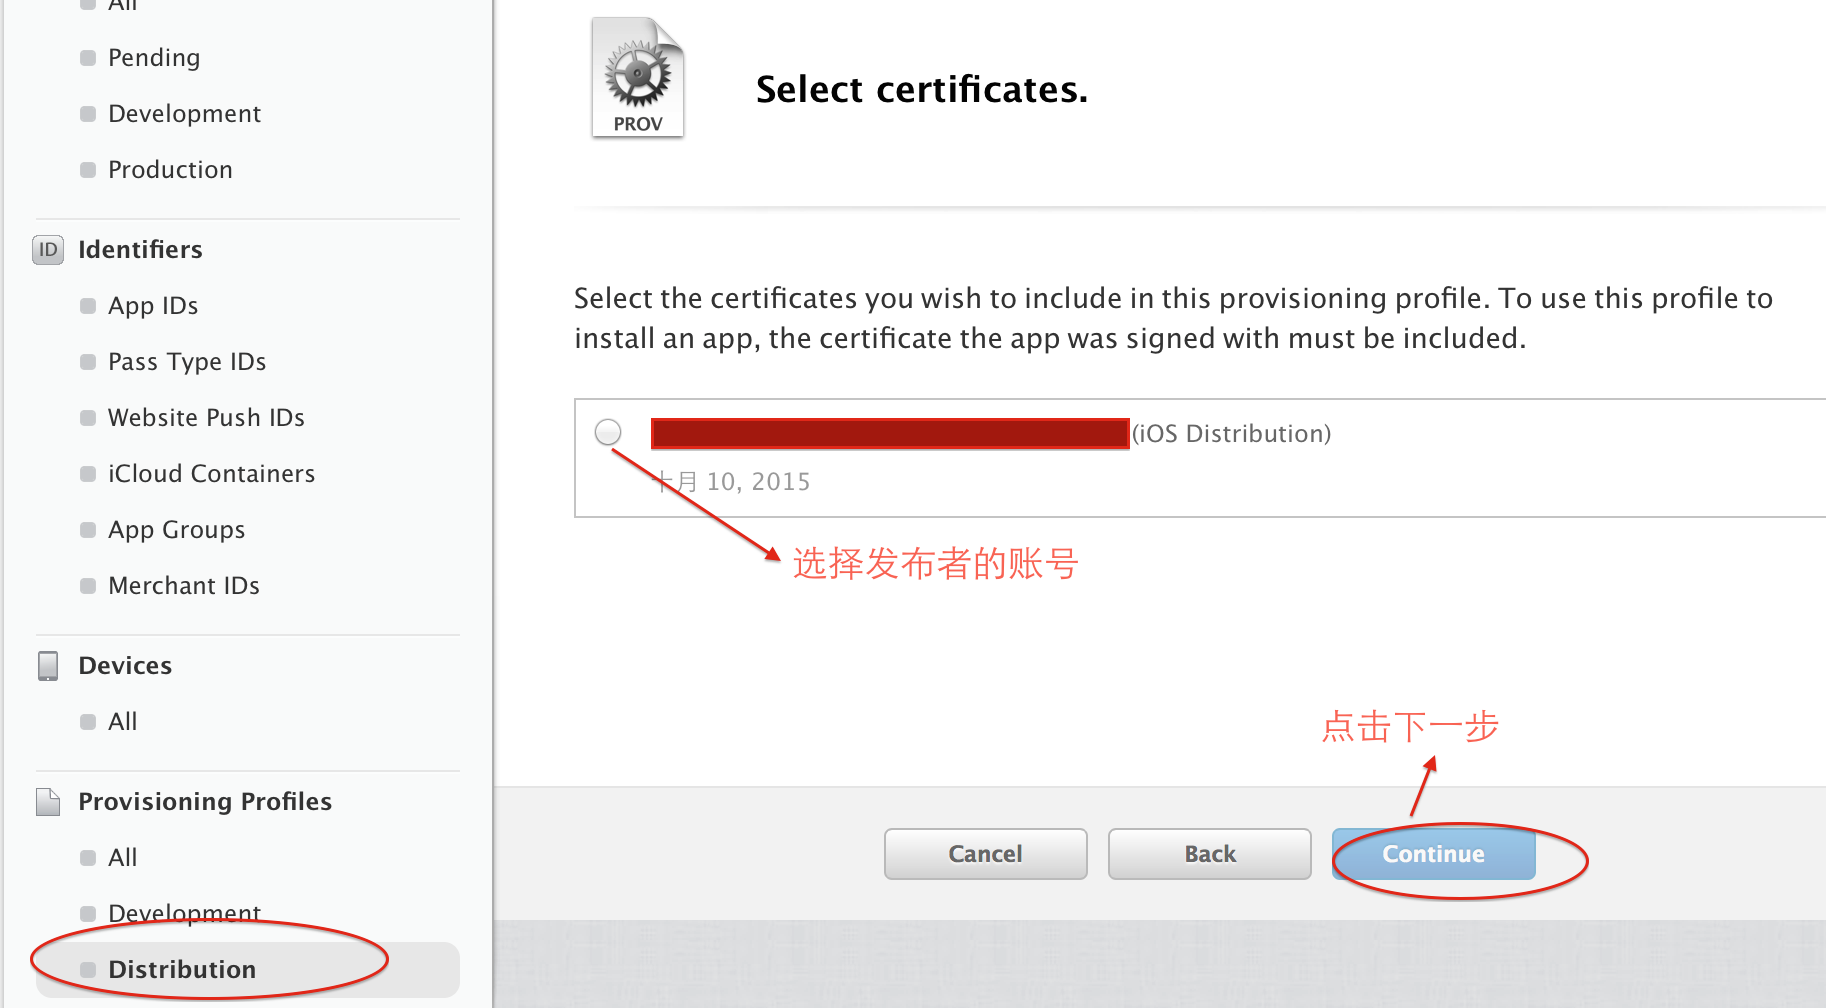 All
Pending
Development
Production
ID Identifiers
App IDs
Pass Type IDs
Website Push IDs
iCloud Containers
App Groups
Merchant IDs
Devices
All
Provisioning Profiles
All
Development
Distribution
PROV
Select certificates.
Select the certificates you wish to include in this provisioning profile. To use this profile to
install an app, the certificate the app was signed with must be included.
(iOS Distribution)
十月 10, 2015
选择发布者的账号
点击下一步
Cancel
Back
Continue